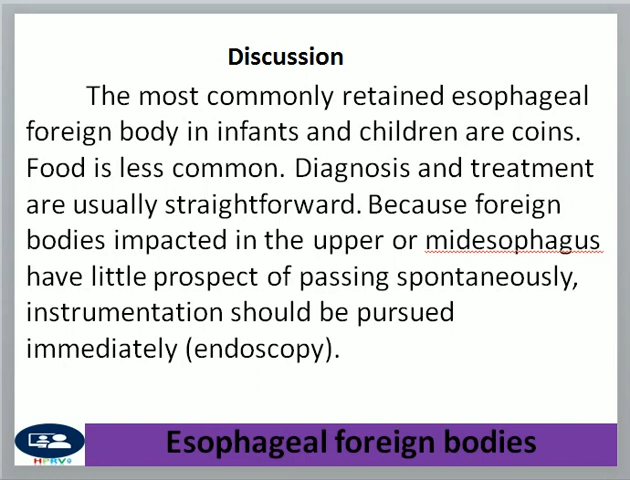 Discussion
The most commonly retained esophageal
foreign body in infants and children are coins.
Food is less common. Diagnosis and treatment
are usually straightforward. Because foreign
bodies impacted in the upper or midesophagus
have little prospect of passing spontaneously,
instrumentation should be pursued
immediately (endoscopy).
Esophageal foreign bodies
HPRV